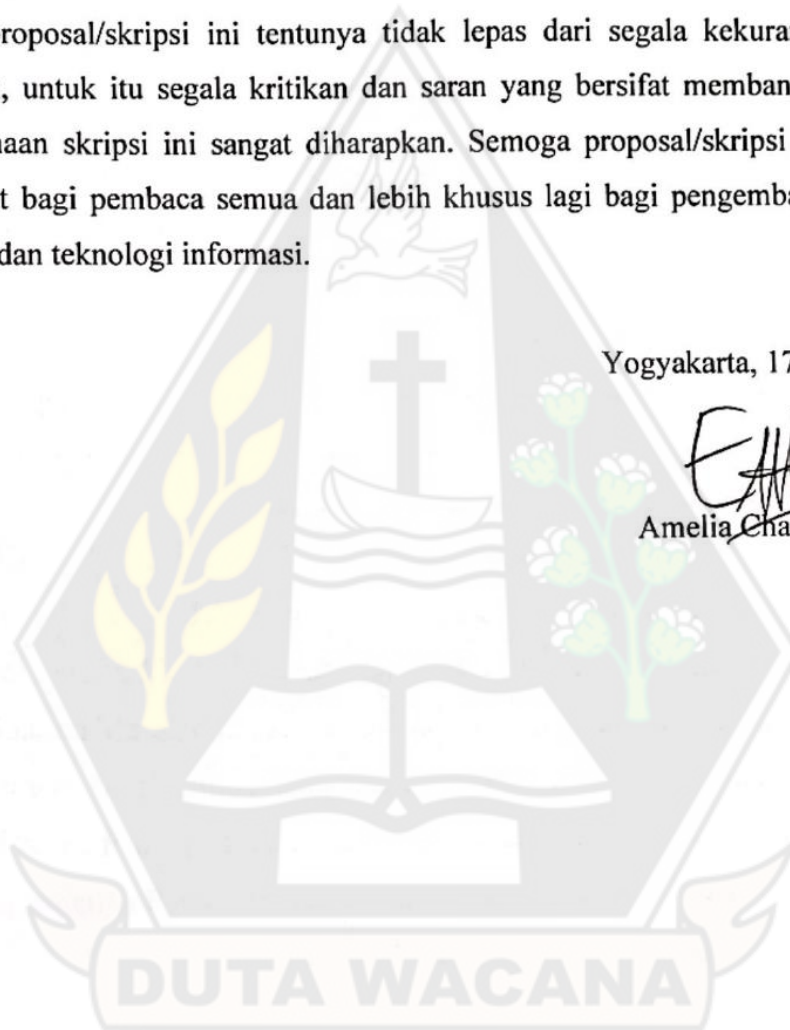 roposal/skripsi ini tentunya tidak lepas dari segala kekura
, untuk itu segala kritikan dan saran yang bersifat memban
naan skripsi ini sangat diharapkan. Semoga proposal/skripsi
t bagi pembaca semua dan lebih khusus lagi bagi pengemba
dan teknologi informasi.
Yogyakarta, 17
Amelia Cha
DUTA WACANA